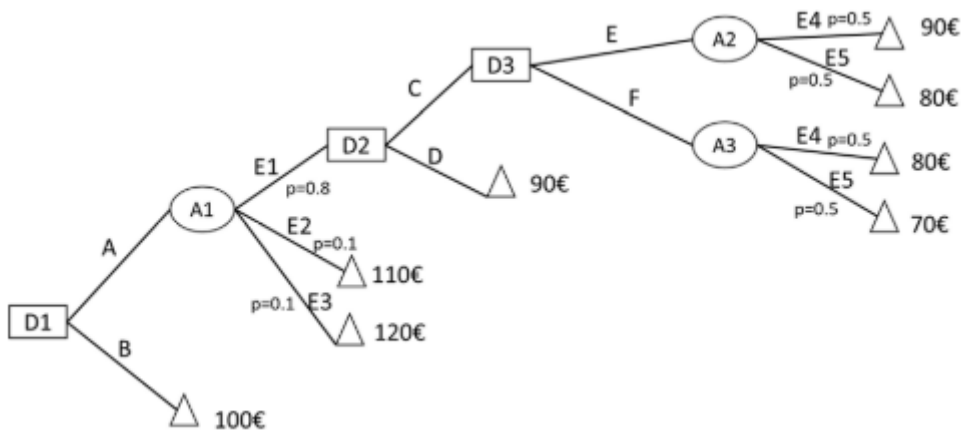 E4 p=0.5 90€
E
A2
E5
p=0.5
80€
D3
C
F
E4 p=0.5
80€
A3
E5
p=0.5
70€
D2
D
90€
E1
p=0.8
A1
E2
p=0.1
110€
A
p=0.1 E3
120€
D1
B
100€